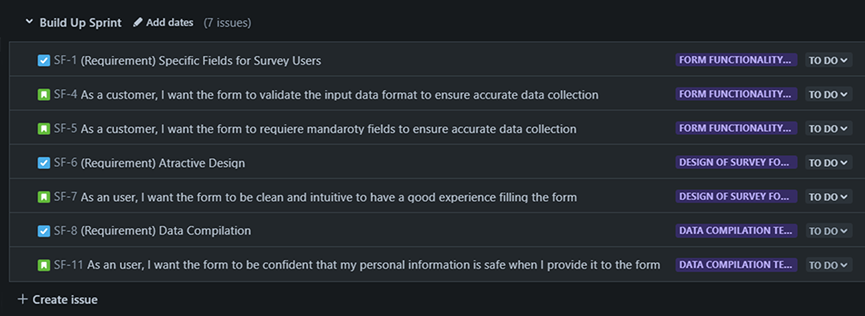 Build Up Sprint Add dates (7 issues)
SF-1 (Requirement) Specific Fields for Survey Users FORM FUNCTIONALITY... TO DO
SF-4 As a customer, I want the form to validate the input data format to ensure accurate data collection FORM FUNCTIONALITY... TO DO
SF-5 As a customer, I want the form to requiere mandaroty fields to ensure accurate data collection FORM FUNCTIONALITY... TO DO
SF-6 (Requirement) Atractive Design DESIGN OF SURVEY FO... TO DO
SF-7 As an user, I want the form to be clean and intuitive to have a good experience filling the form DESIGN OF SURVEY FO... TO DO
SF-8 (Requirement) Data Compilation DATA COMPILATION TE... TO DO
SF-11 As an user, I want the form to be confident that my personal information is safe when I provide it to the form DATA COMPILATION TE... TO DO
+ Create issue